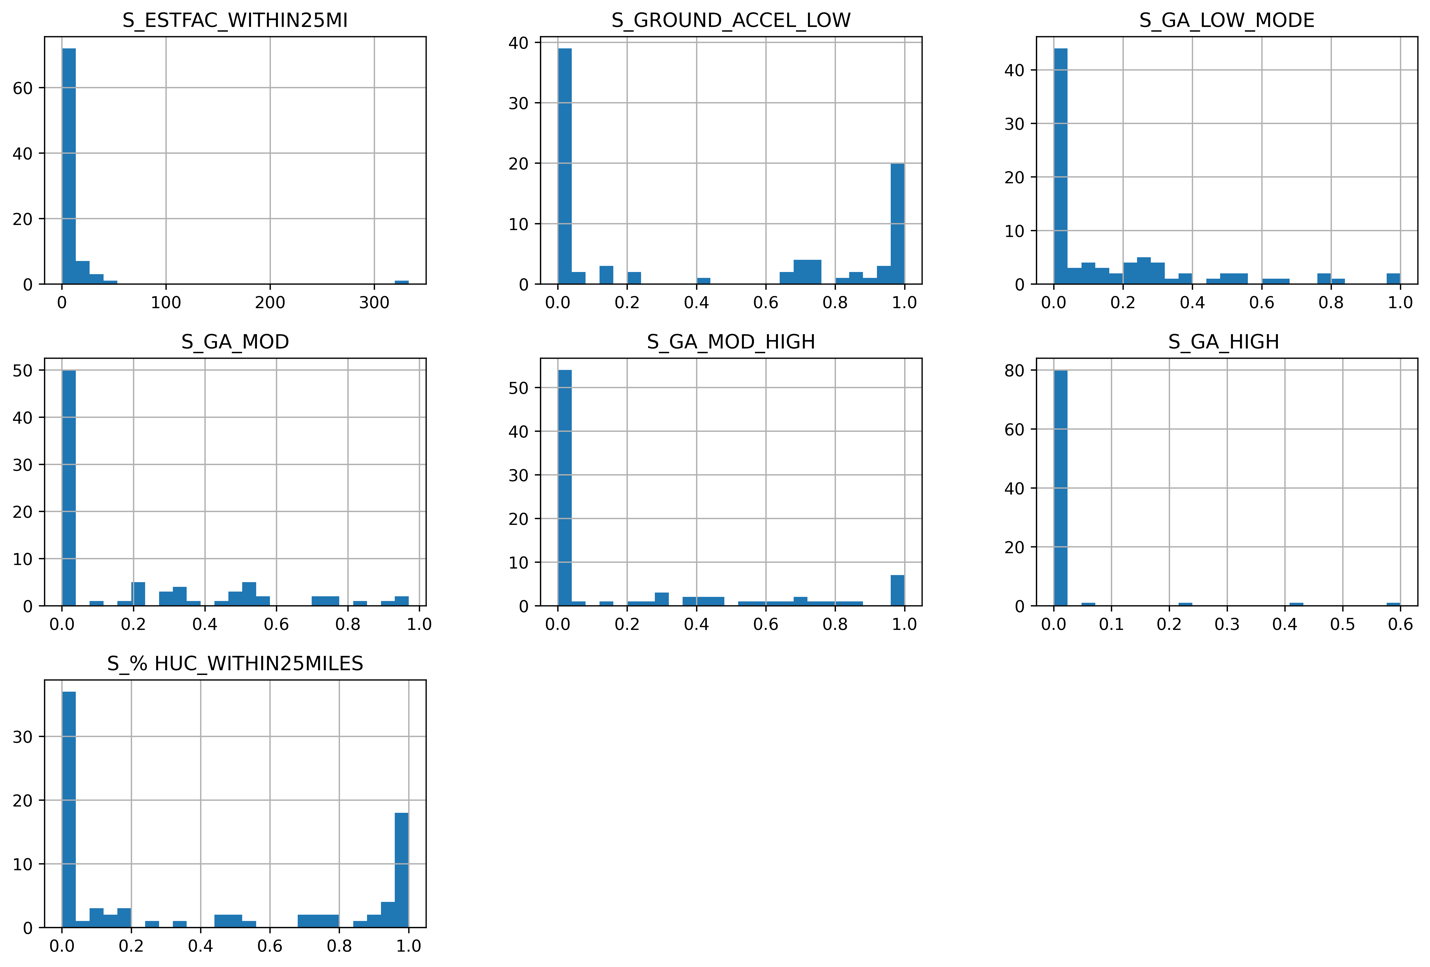 S_ESTFAC_WITHIN25MI
60
40
20
0
0 100 200 300
S_GROUND_ACCEL_LOW
40
30
20
10
0
0.0 0.2 0.4 0.6 0.8 1.0
S_GA_LOW_MODE
40
30
20
10
0
0.0 0.2 0.4 0.6 0.8 1.0
S_GA_MOD
50
40
30
20
10
0
0.0 0.2 0.4 0.6 0.8 1.0
S_GA_MOD_HIGH
50
40
30
20
10
0
0.0 0.2 0.4 0.6 0.8 1.0
S_GA_HIGH
80
60
40
20
0
0.0 0.1 0.2 0.3 0.4 0.5 0.6
S_% HUC_WITHIN25MILES
30
20
10
0
0.0 0.2 0.4 0.6 0.8 1.0